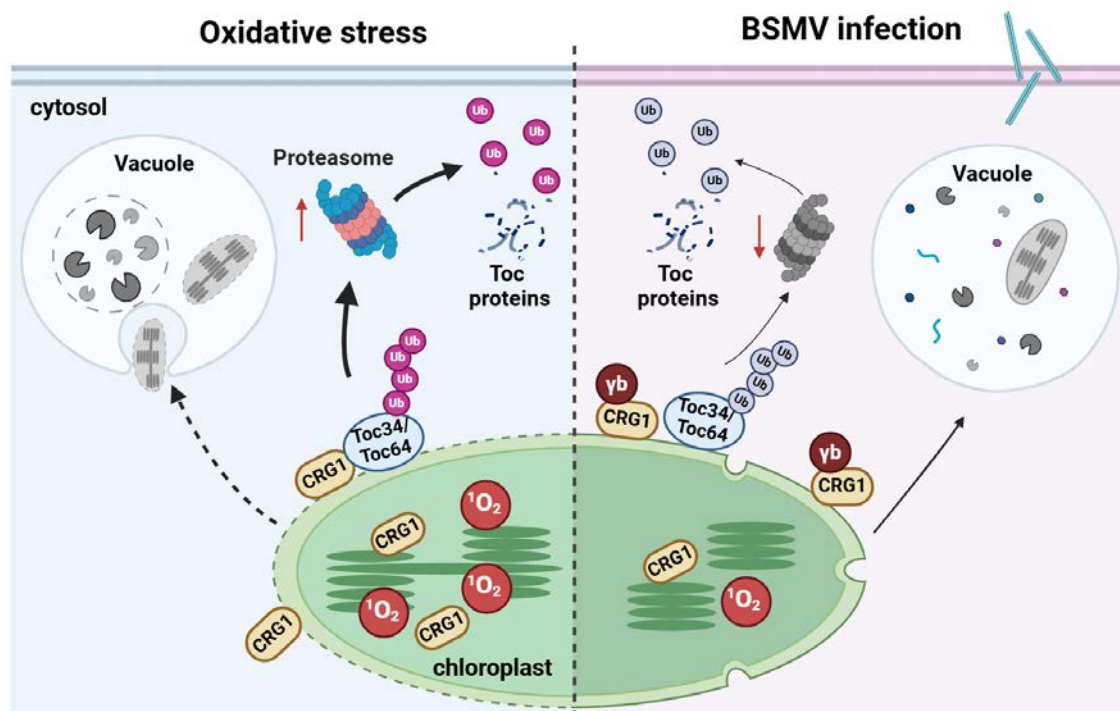 Oxidative stress
BSMV infection
cytosol
Vacuole
Proteasome
Ub
Ub
Ub
Ub
Toc
proteins
Ub
Ub
Ub
Ub
Toc34/
Toc64
CRG1
CRG1
¹O₂
¹O₂
¹O₂
CRG1
CRG1
chloroplast
Ub
Ub
Ub
Ub
Toc
proteins
Vacuole
γb
CRG1
Toc34/
Toc64
Ub
Ub
Ub
Ub
γb
CRG1
CRG1
¹O₂